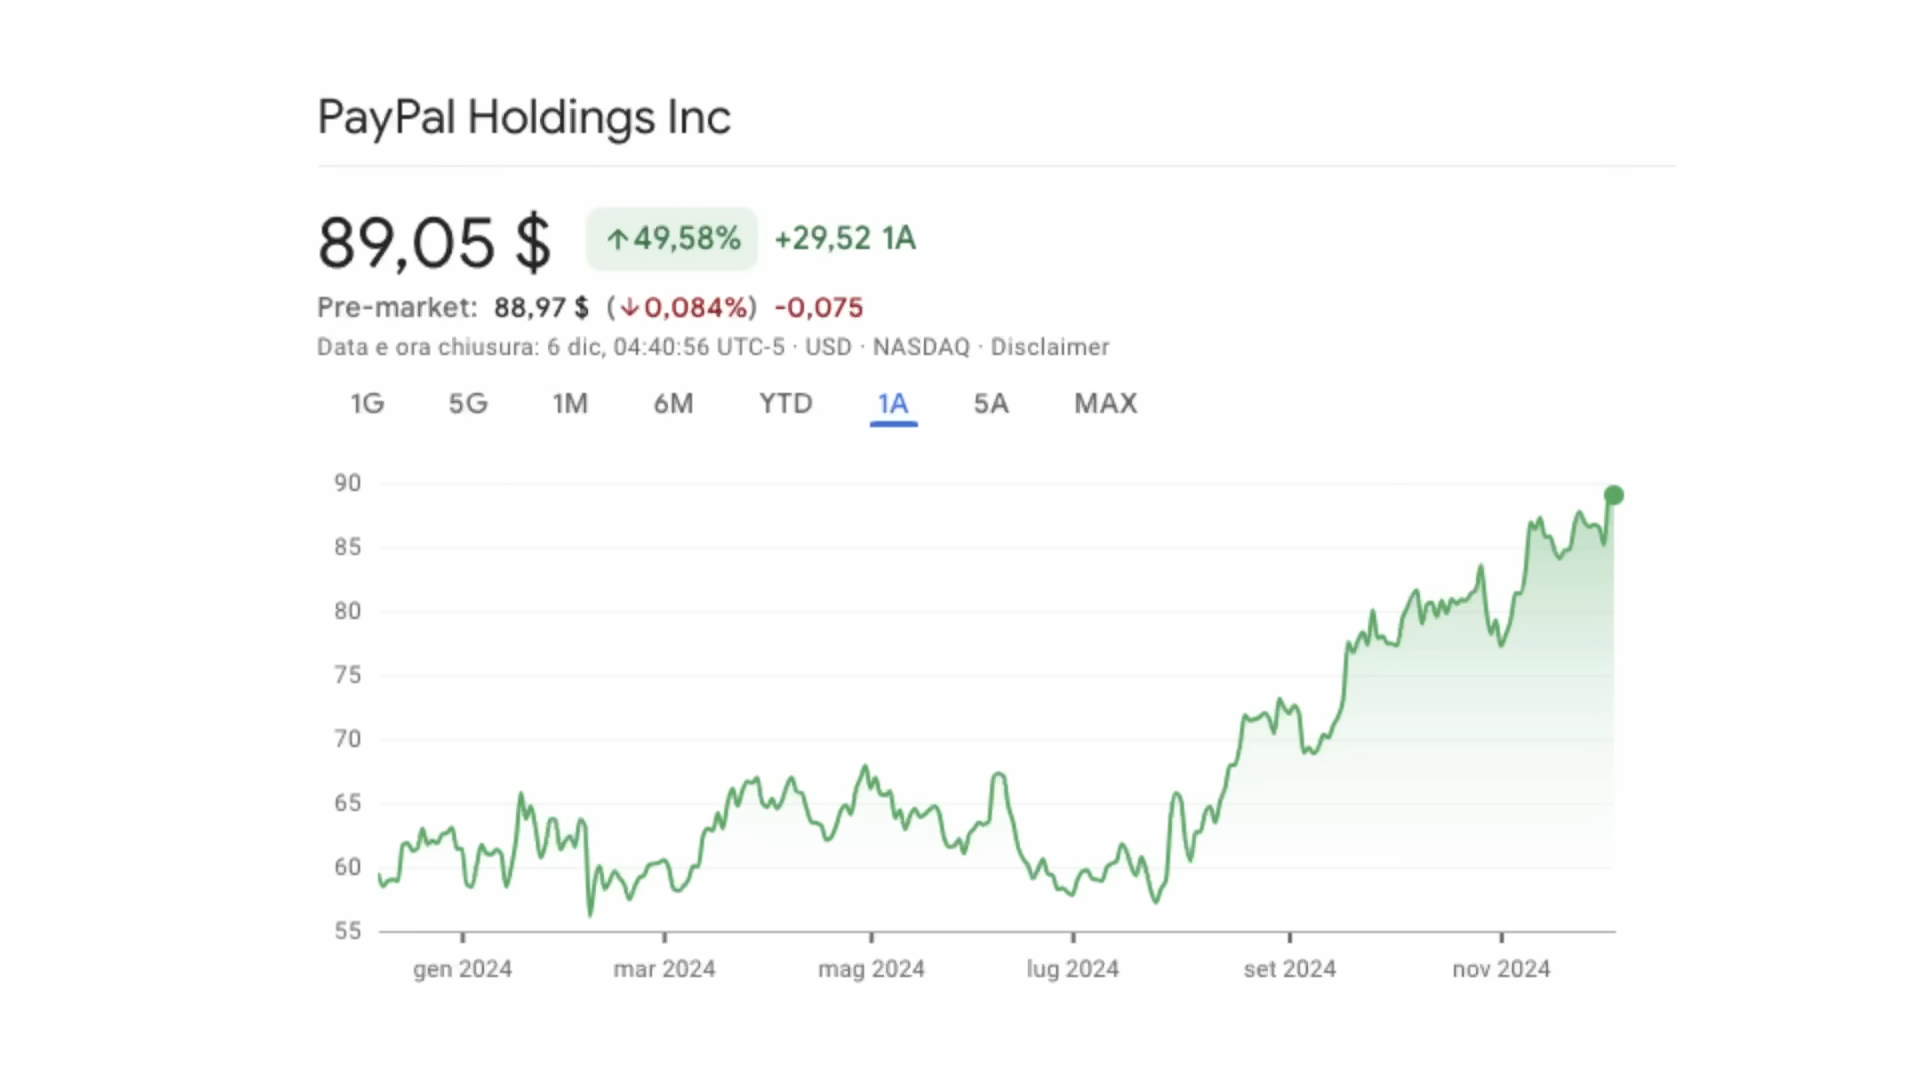 PayPal Holdings Inc
89,05 $ ↑49,58% +29,52 1A
Pre-market: 88,97 $ (↓0,084%) -0,075
Data e ora chiusura: 6 dic, 04:40:56 UTC-5 · USD · NASDAQ · Disclaimer
1G 5G 1M 6M YTD 1A 5A MAX
90
85
80
75
70
65
60
55
gen 2024 mar 2024 mag 2024 lug 2024 set 2024 nov 2024